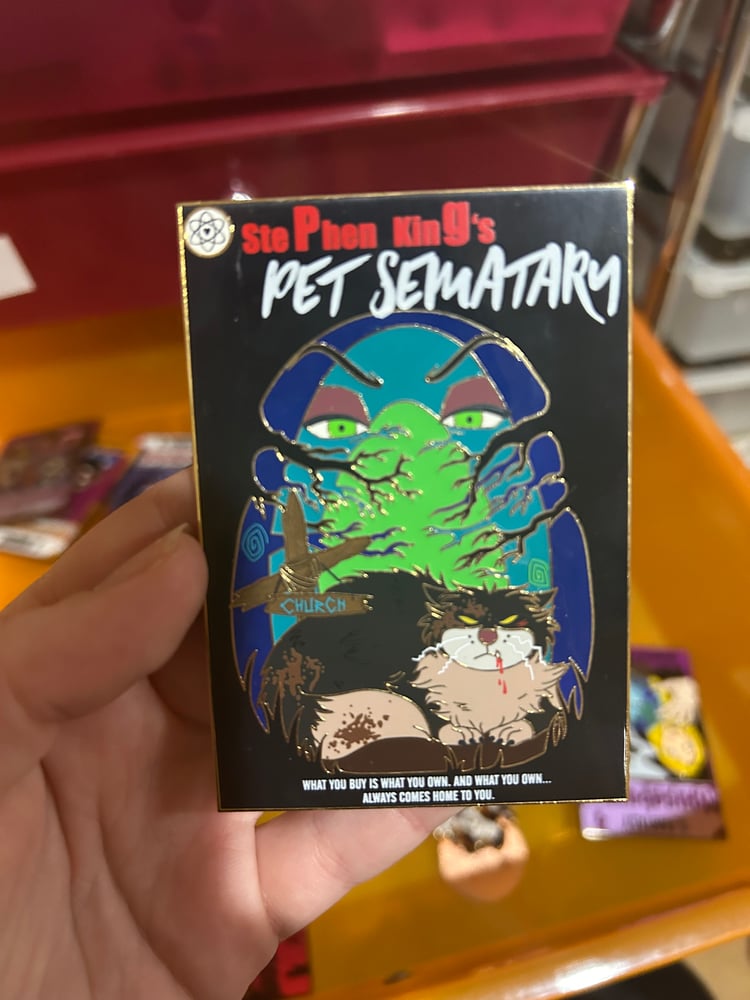 StePhen KinG's
PET SEMATARY
CHURCH
WHAT YOU BUY IS WHAT YOU OWN. AND WHAT YOU OWN...
ALWAYS COMES HOME TO YOU.